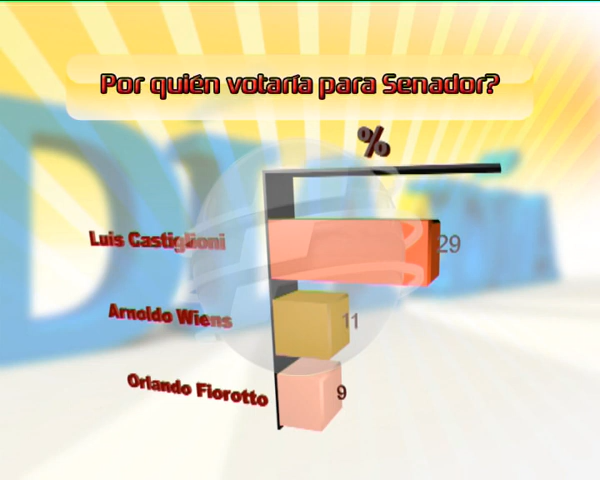 Por quién votaría para Senador?
%
Luis Castiglioni 29
Arnoldo Wiens 11
Orlando Fiorotto 9